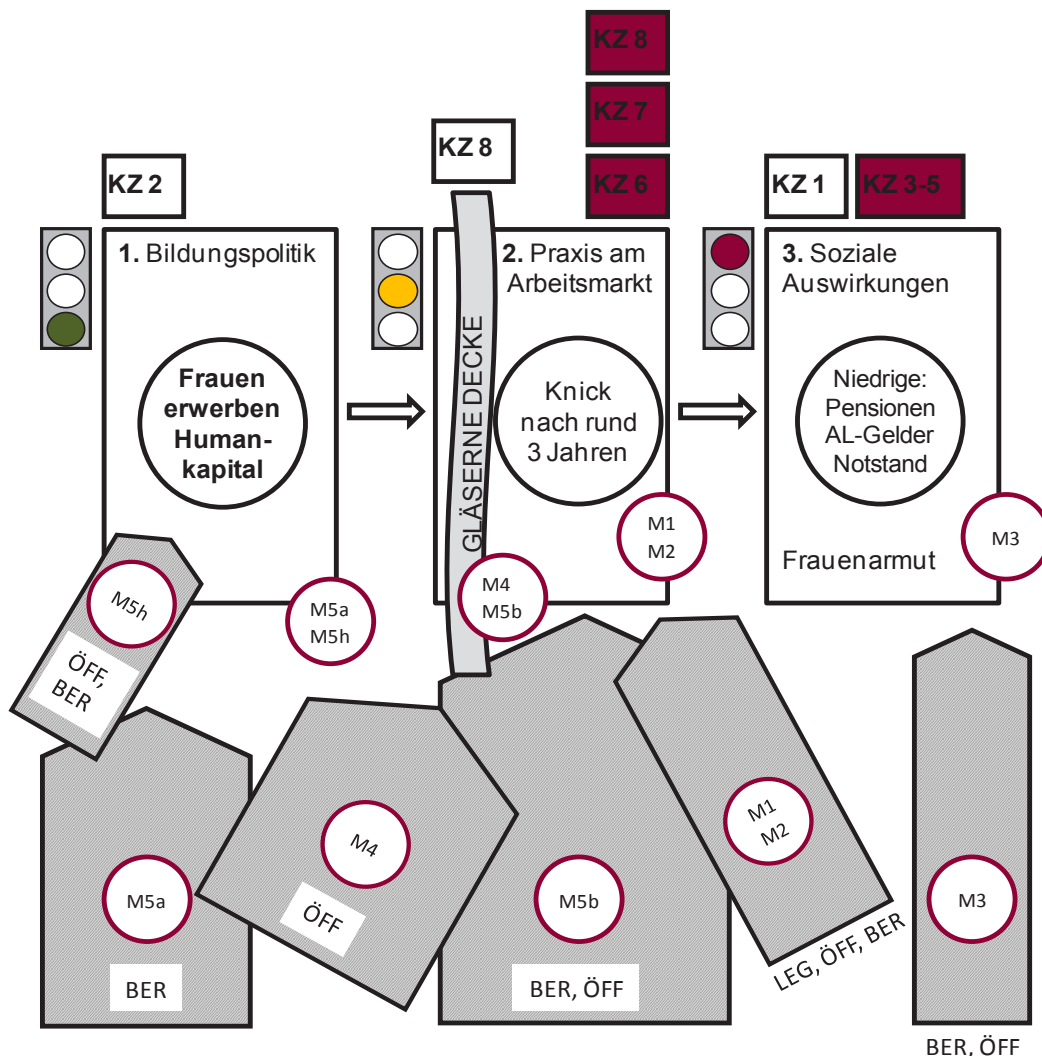 KZ 8
KZ 7
KZ 6
KZ 8
KZ 2
KZ 1
KZ 3-5
1. Bildungspolitik
Frauen
erwerben
Human-
kapital
GLÄSERNE DECKE
2. Praxis am
Arbeitsmarkt
Knick
nach rund
3 Jahren
3. Soziale
Auswirkungen
Niedrige:
Pensionen
AL-Gelder
Notstand
Frauenarmut
M5h
ÖFF,
BER
M5a
M5h
M4
M5b
M1
M2
M3
M5a
BER
M4
ÖFF
M5b
BER, ÖFF
M1
M2
LEG, ÖFF, BER
M3
BER, ÖFF